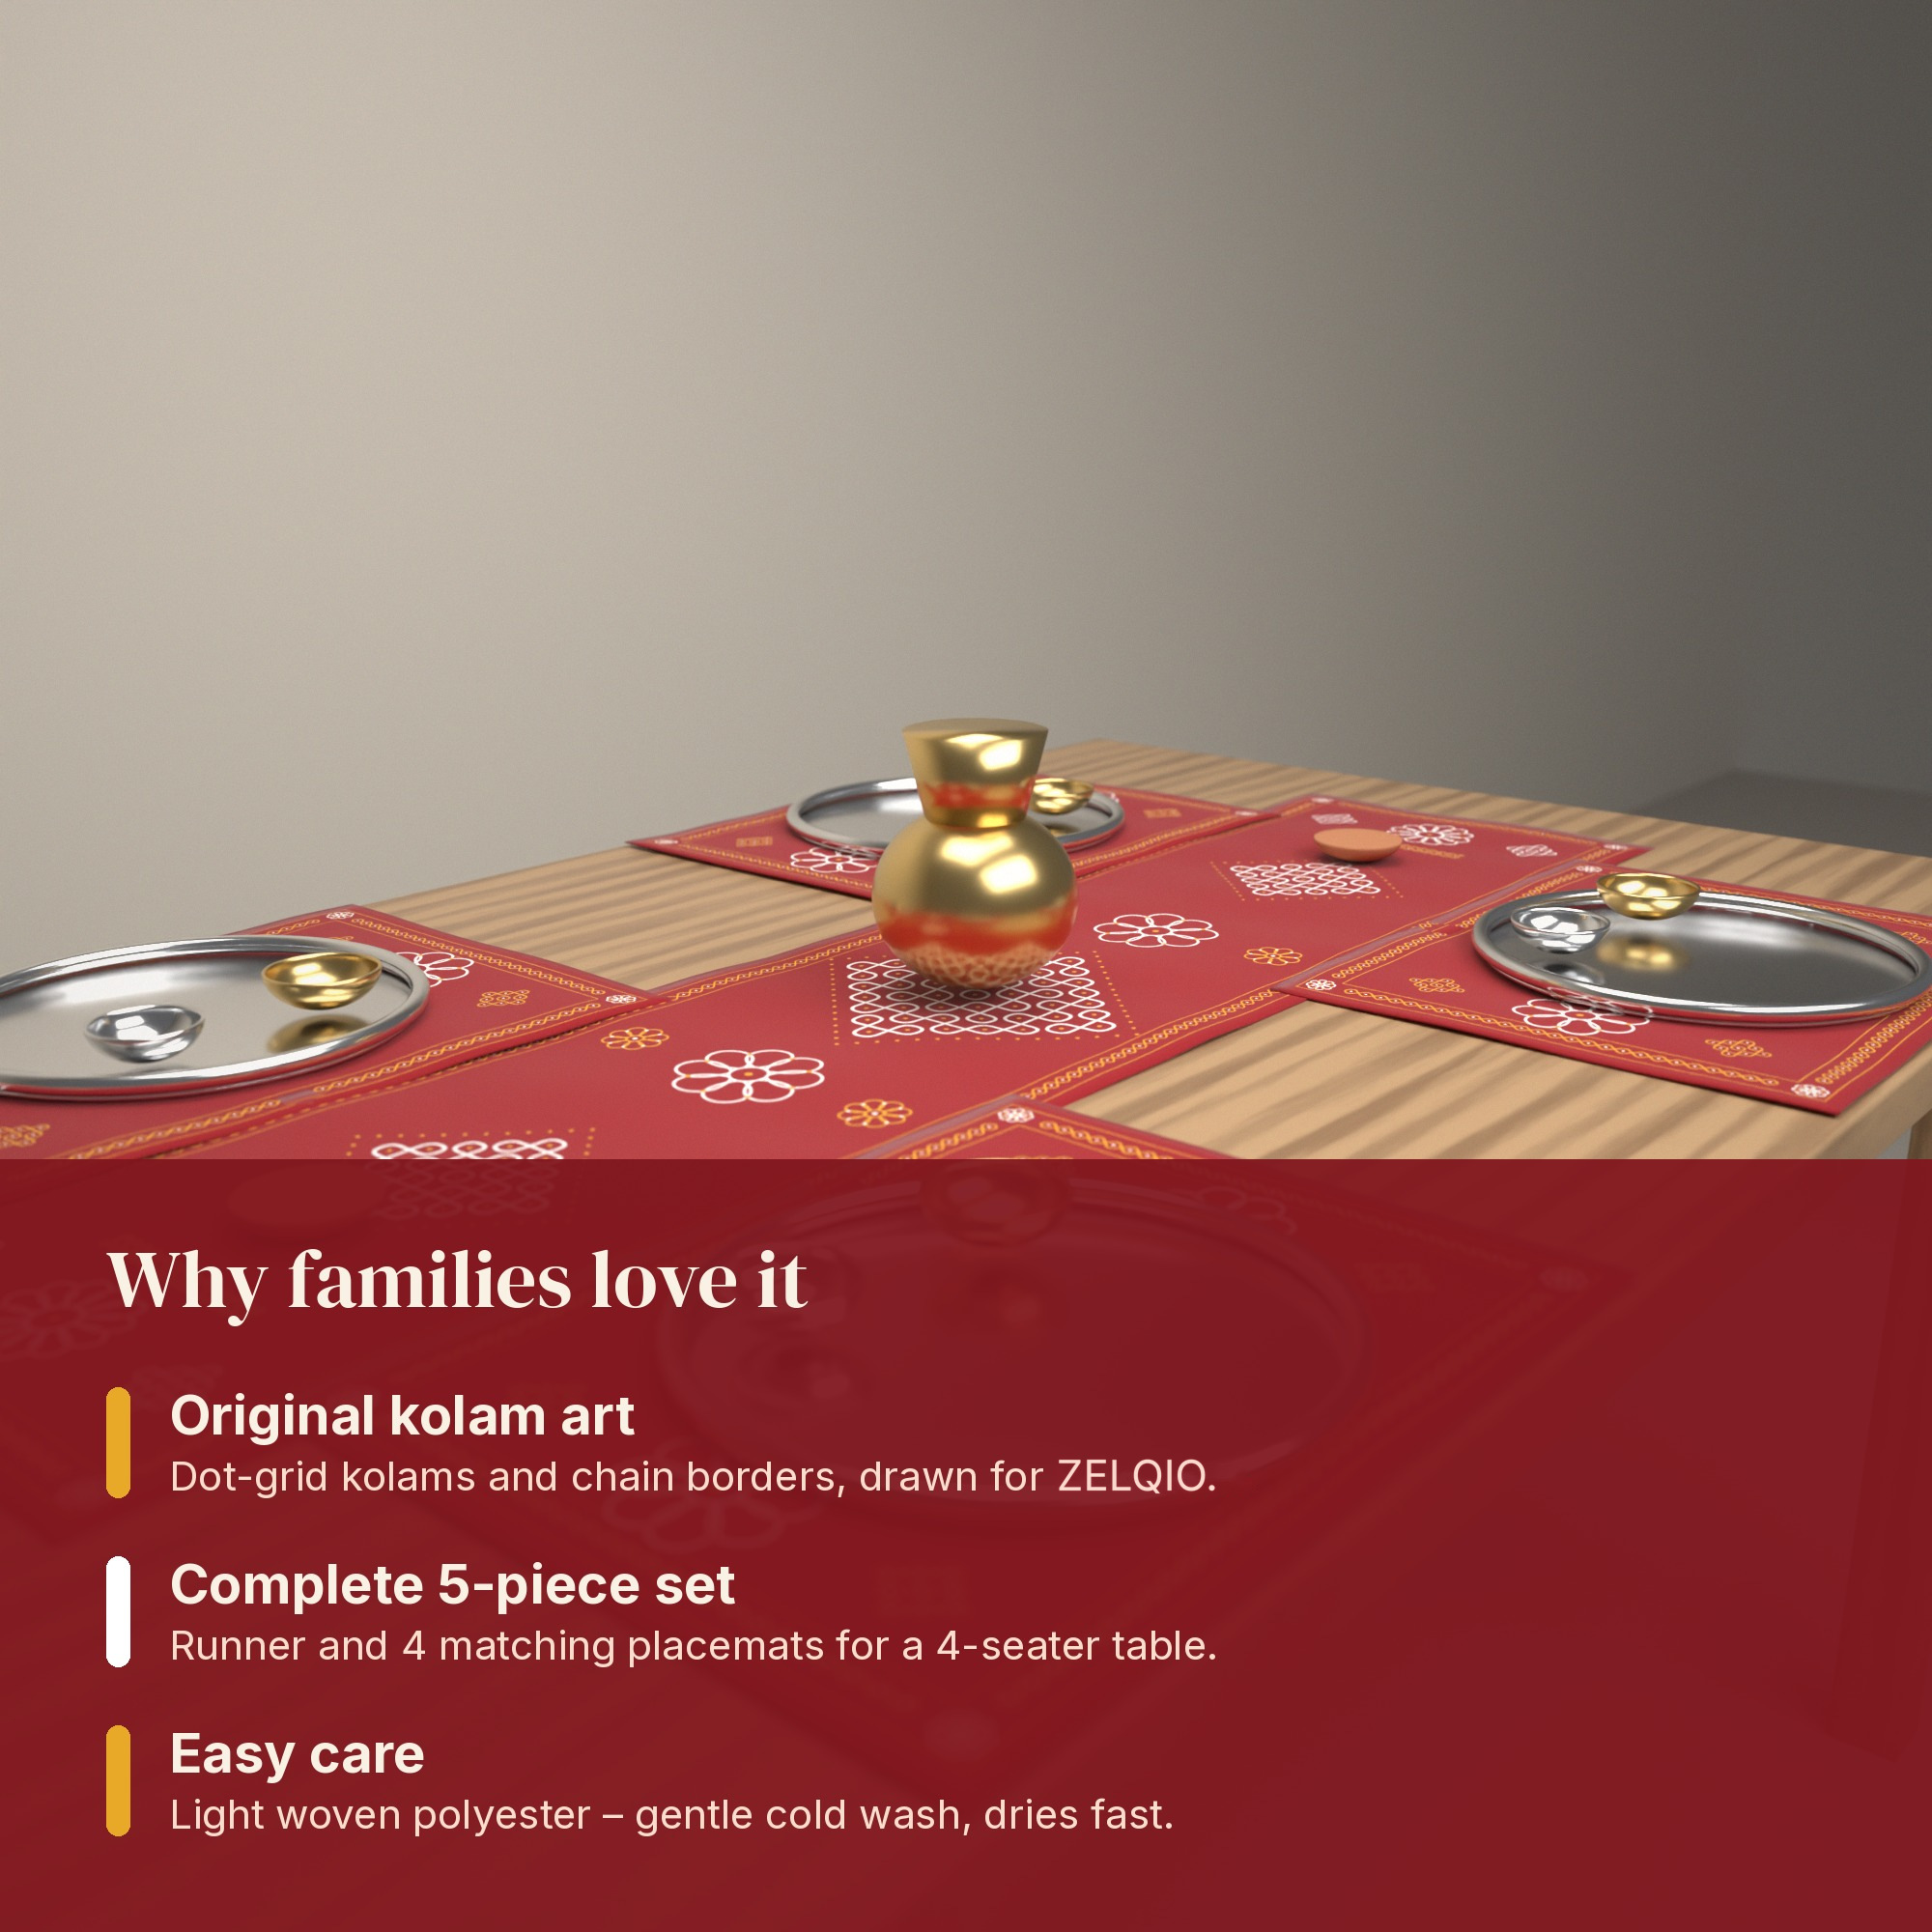 Why families love it
Original kolam art
Dot-grid kolams and chain borders, drawn for ZELQIO.
Complete 5-piece set
Runner and 4 matching placemats for a 4-seater table.
Easy care
Light woven polyester – gentle cold wash, dries fast.